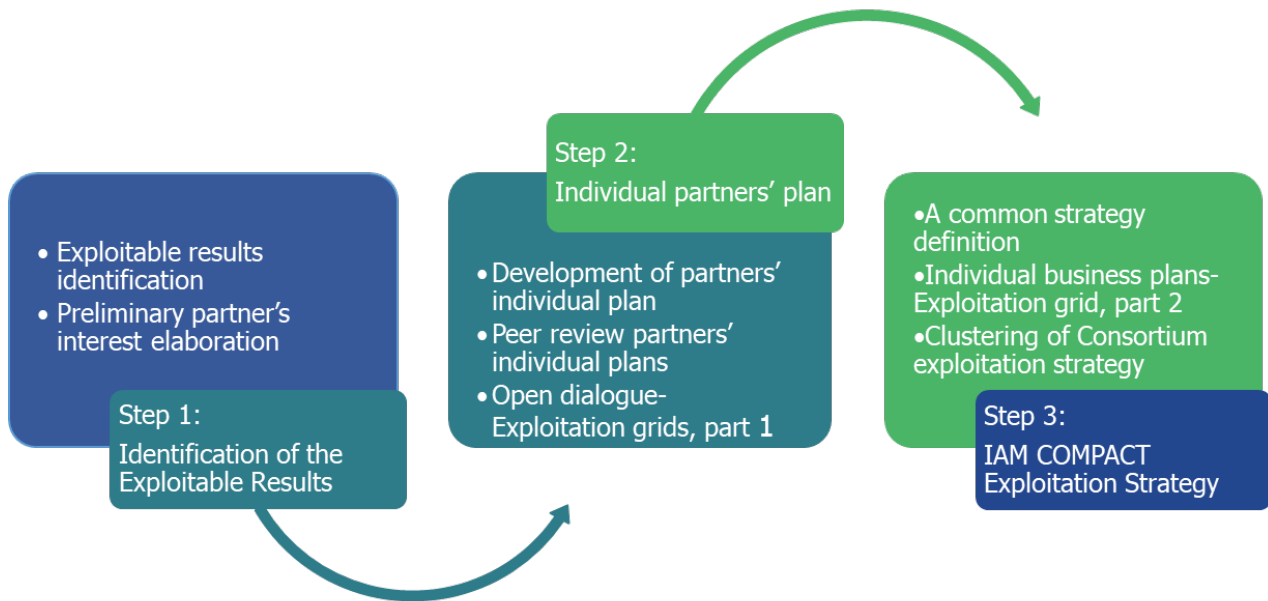 • Exploitable results
identification
• Preliminary partner’s
interest elaboration
Step 1:
Identification of the
Exploitable Results
Step 2:
Individual partners’ plan
•Development of partners’
individual plan
•Peer review partners’
individual plans
•Open dialogue-
Exploitation grids, part 1
•A common strategy
definition
•Individual business plans-
Exploitation grid, part 2
•Clustering of Consortium
exploitation strategy
Step 3:
IAM COMPACT
Exploitation Strategy